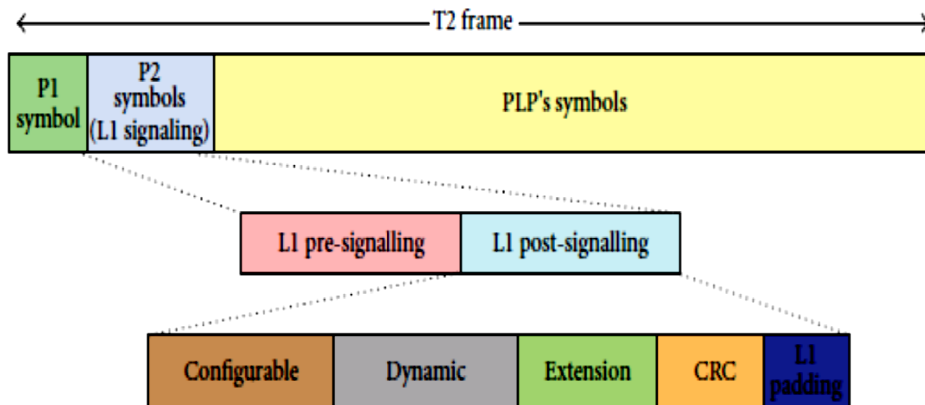 T2 frame
P1
symbol
P2
symbols
(L1 signaling)
PLP's symbols
L1 pre-signalling
L1 post-signalling
Configurable
Dynamic
Extension
CRC
L1
padding